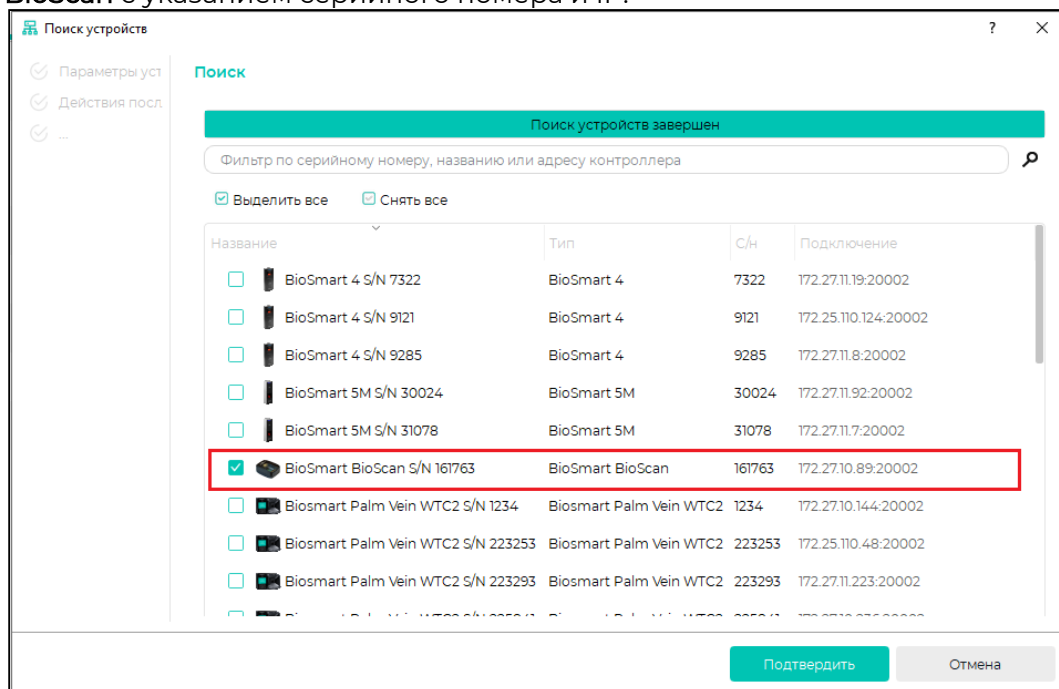 BioScan с указанием серийного номера и IP:
Поиск устройств ? ×
Параметры уст
Действия посл
...
Поиск
Поиск устройств завершен
Фильтр по серийному номеру, названию или адресу контроллера
Выделить все Снять все
Название Тип С/н Подключение
BioSmart 4 S/N 7322 BioSmart 4 7322 172.27.11.19:20002
BioSmart 4 S/N 9121 BioSmart 4 9121 172.25.110.124:20002
BioSmart 4 S/N 9285 BioSmart 4 9285 172.27.11.8:20002
BioSmart 5M S/N 30024 BioSmart 5M 30024 172.27.11.92:20002
BioSmart 5M S/N 31078 BioSmart 5M 31078 172.27.11.7:20002
BioSmart BioScan S/N 161763 BioSmart BioScan 161763 172.27.10.89:20002
Biosmart Palm Vein WTC2 S/N 1234 Biosmart Palm Vein WTC2 1234 172.27.10.144:20002
Biosmart Palm Vein WTC2 S/N 223253 Biosmart Palm Vein WTC2 223253 172.25.110.48:20002
Biosmart Palm Vein WTC2 S/N 223293 Biosmart Palm Vein WTC2 223293 172.27.11.223:20002
Подтвердить Отмена